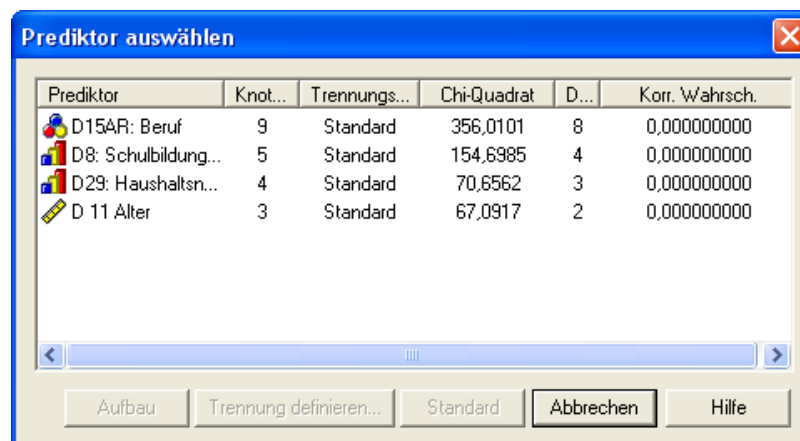 Prediktor auswählen
Prediktor Knot... Trennungs... Chi-Quadrat D... Korr. Wahrsch.
D15AR: Beruf 9 Standard 356,0101 8 0,000000000
D8: Schulbildung... 5 Standard 154,6985 4 0,000000000
D29: Haushaltsn... 4 Standard 70,6562 3 0,000000000
D 11 Alter 3 Standard 67,0917 2 0,000000000
Aufbau Trennung definieren... Standard Abbrechen Hilfe